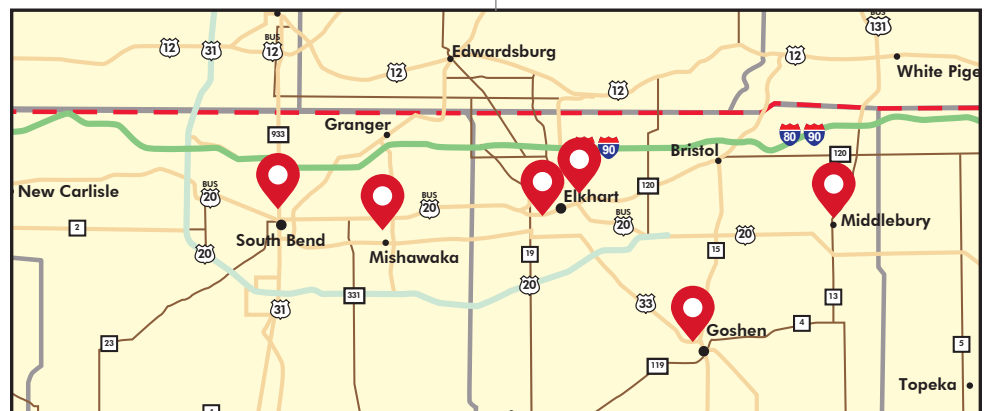 BUS
131
12
31
BUS
12
Edwardsburg
12
12
12
White Pige
933
Granger
80
90
90
Bristol
120
New Carlisle
BUS
20
BUS
20
Elkhart
120
BUS
20
Middlebury
2
South Bend
20
Mishawaka
19
15
20
20
331
31
33
13
4
Goshen
23
119
5
Topeka